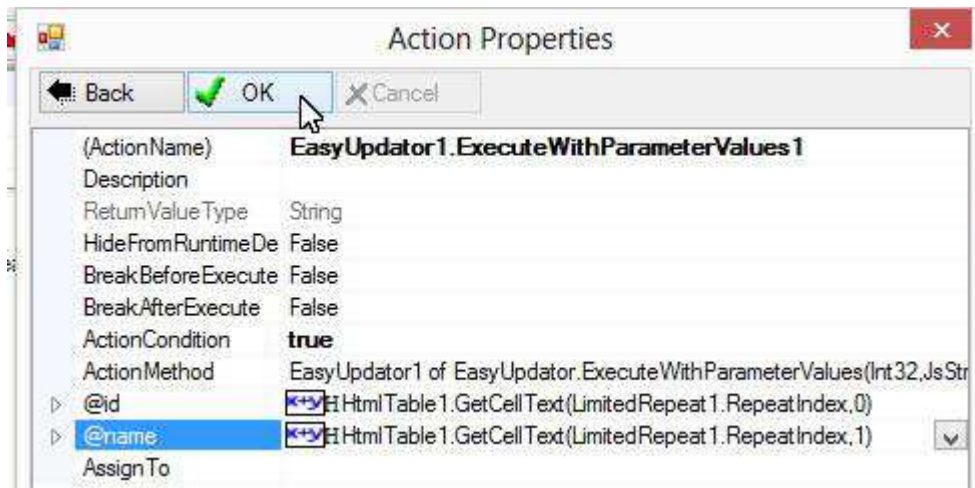 Action Properties
Back OK Cancel
(ActionName) EasyUpdator1.ExecuteWithParameterValues1
Description
ReturnValueType String
HideFromRuntimeDe False
BreakBeforeExecute False
BreakAfterExecute False
ActionCondition true
ActionMethod EasyUpdator1 of EasyUpdator.ExecuteWithParameterValues(Int32,JsStr
@id HtmlTable1.GetCellText(LimitedRepeat1.RepeatIndex,0)
@name HtmlTable1.GetCellText(LimitedRepeat1.RepeatIndex,1)
AssignTo